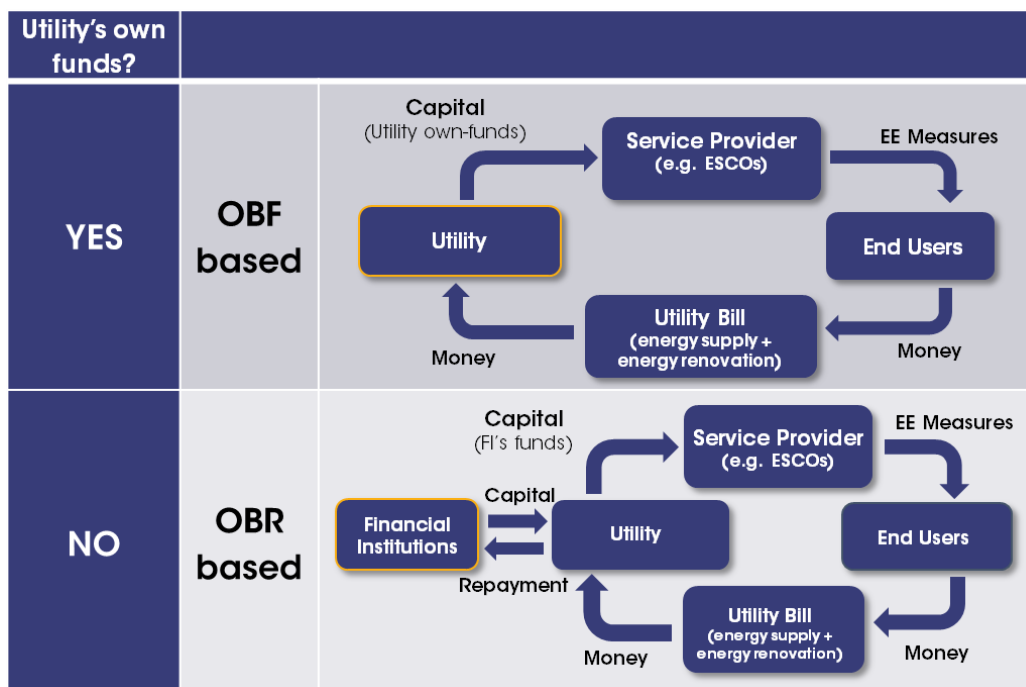 Utility's own
funds?
YES
OBF
based
Capital
(Utility own-funds)
Service Provider
(e.g. ESCOs)
EE Measures
Utility
End Users
Utility Bill
(energy supply +
energy renovation)
Money
Money
NO
OBR
based
Capital
(FI's funds)
Service Provider
(e.g. ESCOs)
EE Measures
Capital
Financial
Institutions
Utility
End Users
Repayment
Utility Bill
(energy supply +
energy renovation)
Money
Money